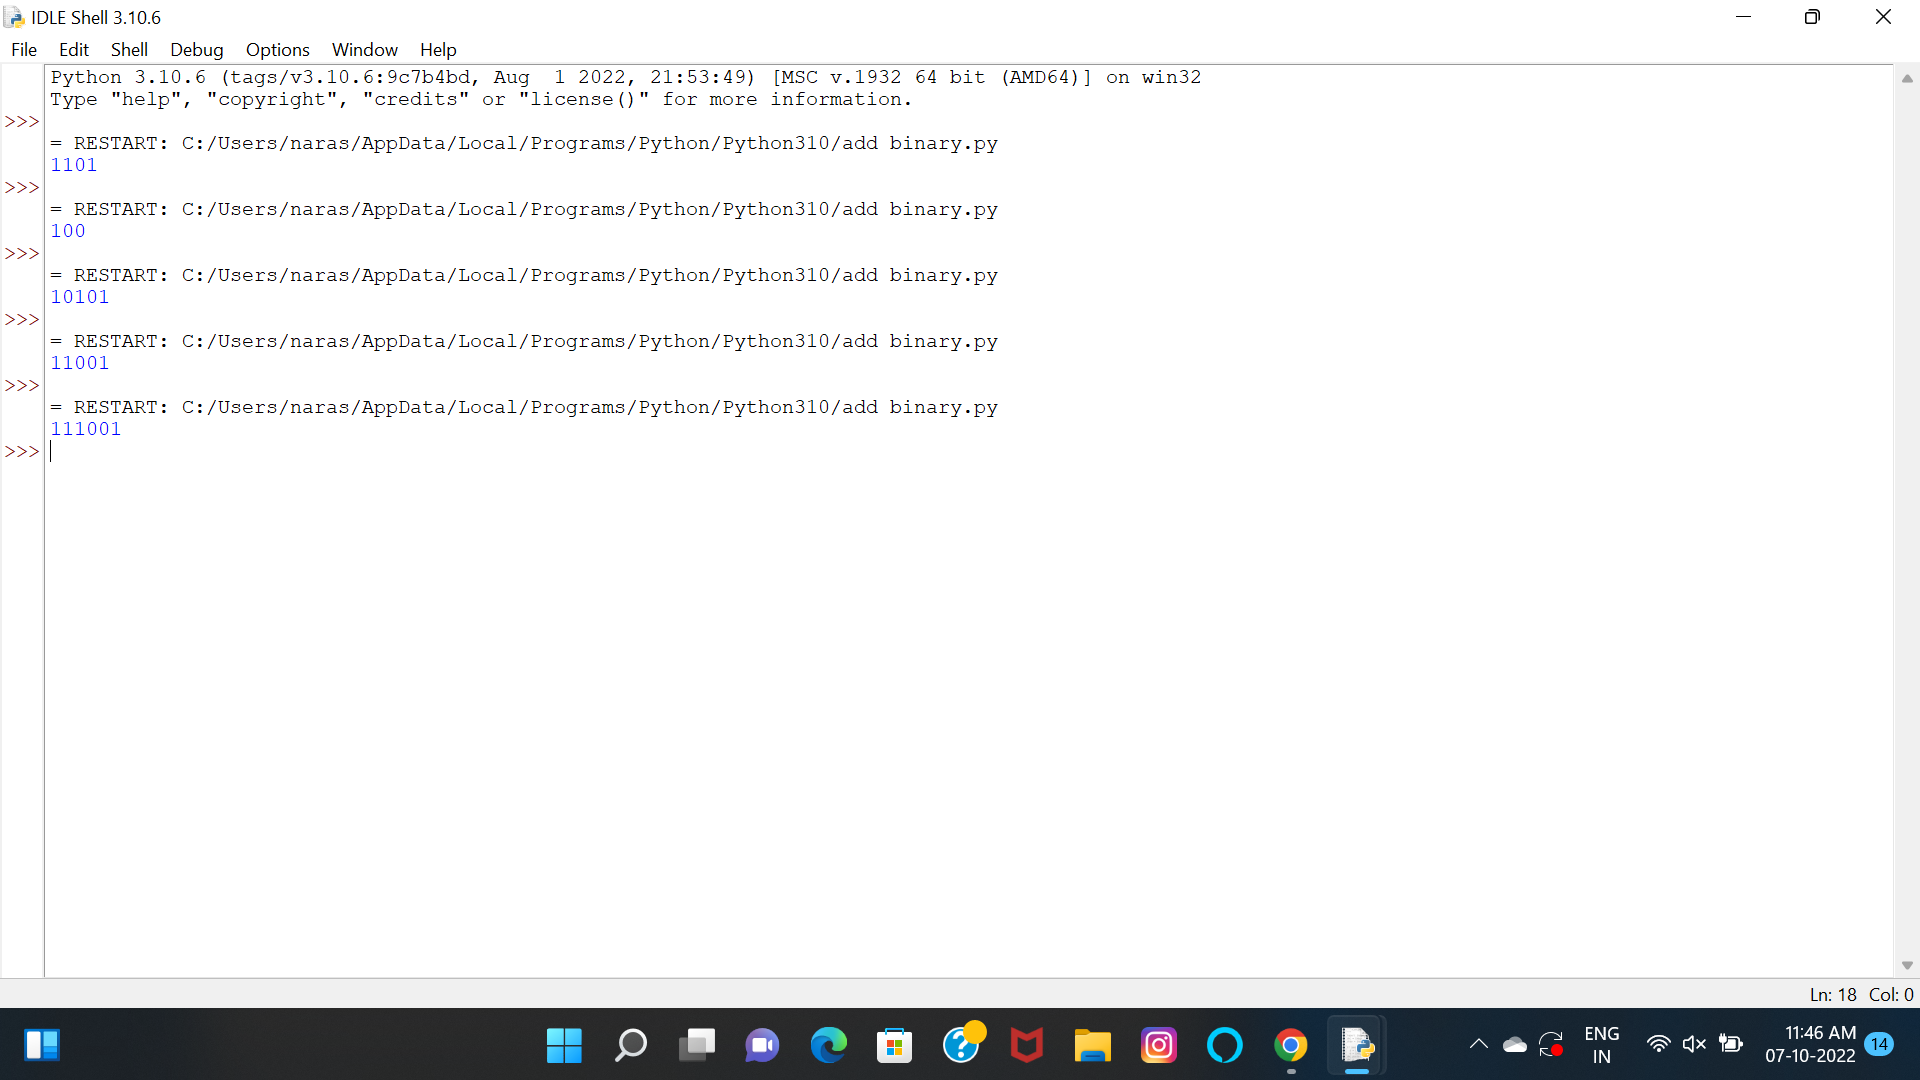 IDLE Shell 3.10.6
File Edit Shell Debug Options Window Help
Python 3.10.6 (tags/v3.10.6:9c7b4bd, Aug  1 2022, 21:53:49) [MSC v.1932 64 bit (AMD64)] on win32
Type "help", "copyright", "credits" or "license()" for more information.
>>>
= RESTART: C:/Users/naras/AppData/Local/Programs/Python/Python310/add binary.py
1101
>>>
= RESTART: C:/Users/naras/AppData/Local/Programs/Python/Python310/add binary.py
100
>>>
= RESTART: C:/Users/naras/AppData/Local/Programs/Python/Python310/add binary.py
10101
>>>
= RESTART: C:/Users/naras/AppData/Local/Programs/Python/Python310/add binary.py
11001
>>>
= RESTART: C:/Users/naras/AppData/Local/Programs/Python/Python310/add binary.py
111001
>>>
Ln: 18 Col: 0
ENG
IN
11:46 AM
07-10-2022
14